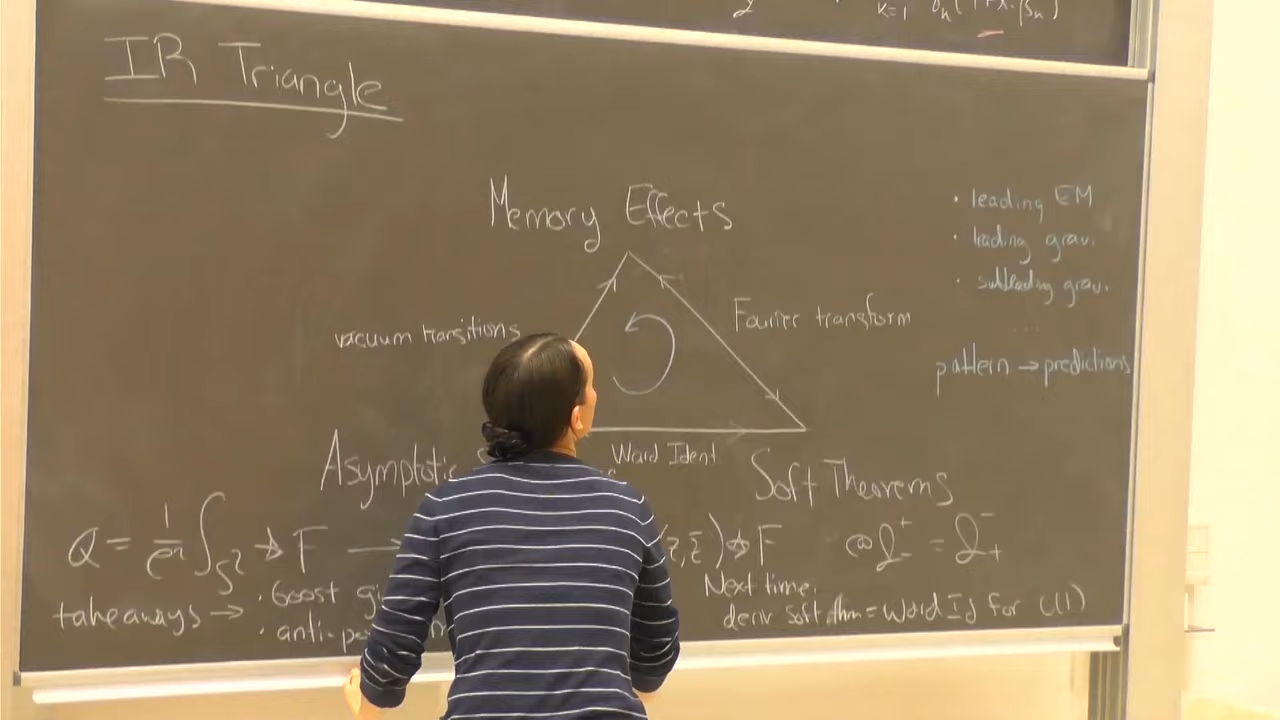 IR Triangle
Memory Effects
· leading EM
· leading grav.
· subleading grav.
...
pattern → predictions
vacuum transitions
Fourier transform
Ward Ident
Asymptotic
Soft Theorems
Q = 1/e² ∫_S² ⋆F →
⋆F @ ℐ⁺₋ = ℐ⁻₊
takeaways → · boost
· anti-
Next time:
deriv soft thm = Ward Id for U(1)